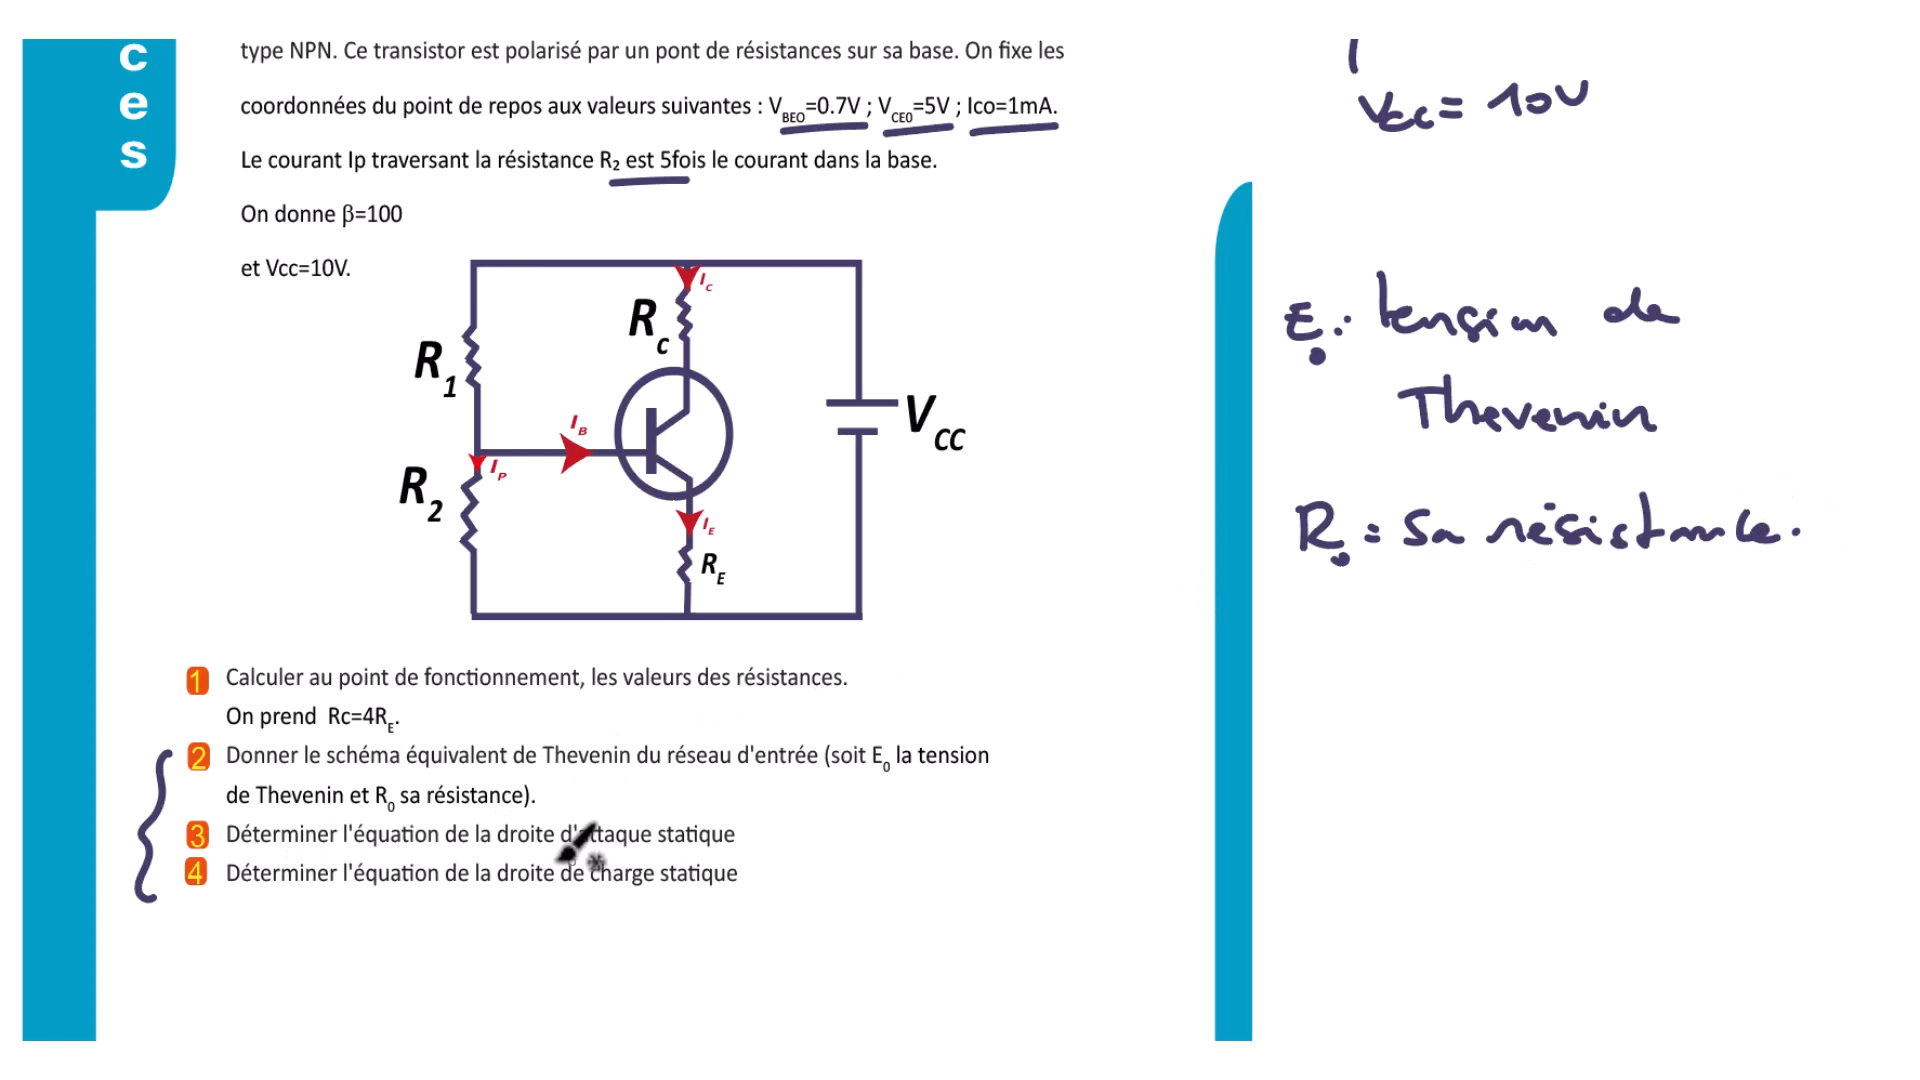 c
e
s
type NPN. Ce transistor est polarisé par un pont de résistances sur sa base. On fixe les
coordonnées du point de repos aux valeurs suivantes : VBEO=0.7V ; VCE0=5V ; Ico=1mA.
Le courant Ip traversant la résistance R₂ est 5fois le courant dans la base.
On donne β=100
et Vcc=10V.
IC
RC
R1
VCC
IB
IP
R2
IE
RE
1 Calculer au point de fonctionnement, les valeurs des résistances.
On prend Rc=4RE.
2 Donner le schéma équivalent de Thevenin du réseau d'entrée (soit E0 la tension
de Thevenin et R0 sa résistance).
3 Déterminer l'équation de la droite d'attaque statique
4 Déterminer l'équation de la droite de charge statique
Vcc = 10V
E0: tension de
Thevenin
R0 = Sa résistance.